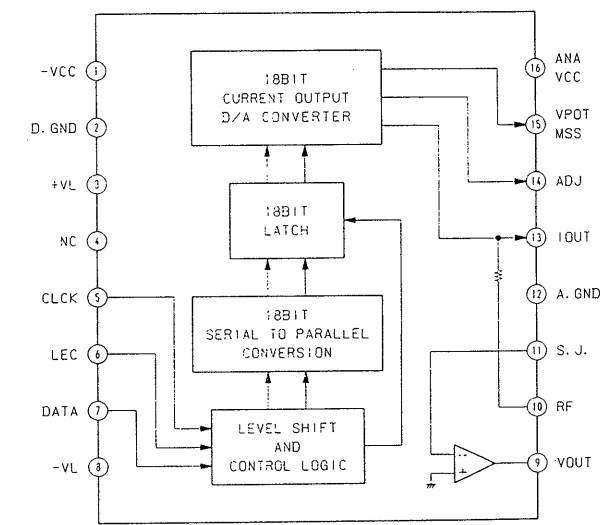 -VCC 1
D. GND 2
+VL 3
NC 4
CLCK 5
LEC 6
DATA 7
-VL 8
18BIT
CURRENT OUTPUT
D/A CONVERTER
18BIT
LATCH
18BIT
SERIAL TO PARALLEL
CONVERSION
LEVEL SHIFT
AND
CONTROL LOGIC
- +
16 ANA
VCC
15 VPOT
MSS
14 ADJ
13 IOUT
12 A. GND
11 S. J.
10 RF
9 VOUT